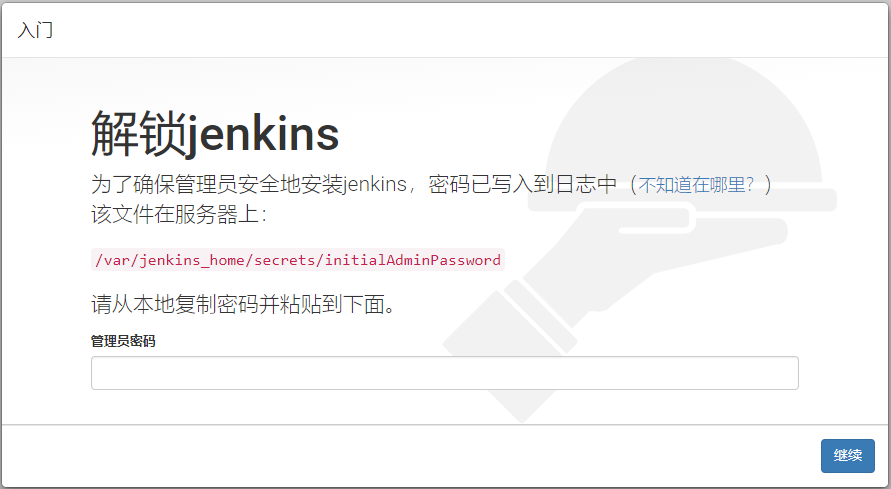 入门
解锁jenkins
为了确保管理员安全地安装jenkins，密码已写入到日志中（不知道在哪里？）
该文件在服务器上：
/var/jenkins_home/secrets/initialAdminPassword
请从本地复制密码并粘贴到下面。
管理员密码
继续